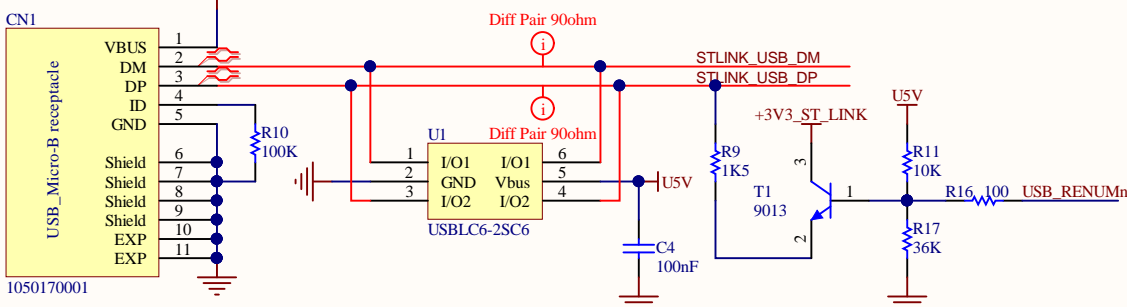 CN1
USB_Micro-B receptacle
VBUS 1
DM 2
DP 3
ID 4
GND 5
Shield 6
Shield 7
Shield 8
Shield 9
EXP 10
EXP 11
1050170001
R10
100K
Diff Pair 90ohm
i
i
Diff Pair 90ohm
STLINK_USB_DM
STLINK_USB_DP
U1
1 I/O1 I/O1 6
2 GND Vbus 5
3 I/O2 I/O2 4
USBLC6-2SC6
U5V
C4
100nF
R9
1K5
+3V3_ST_LINK
3
T1
9013
1
2
U5V
R11
10K
R16 100
USB_RENUMn
R17
36K